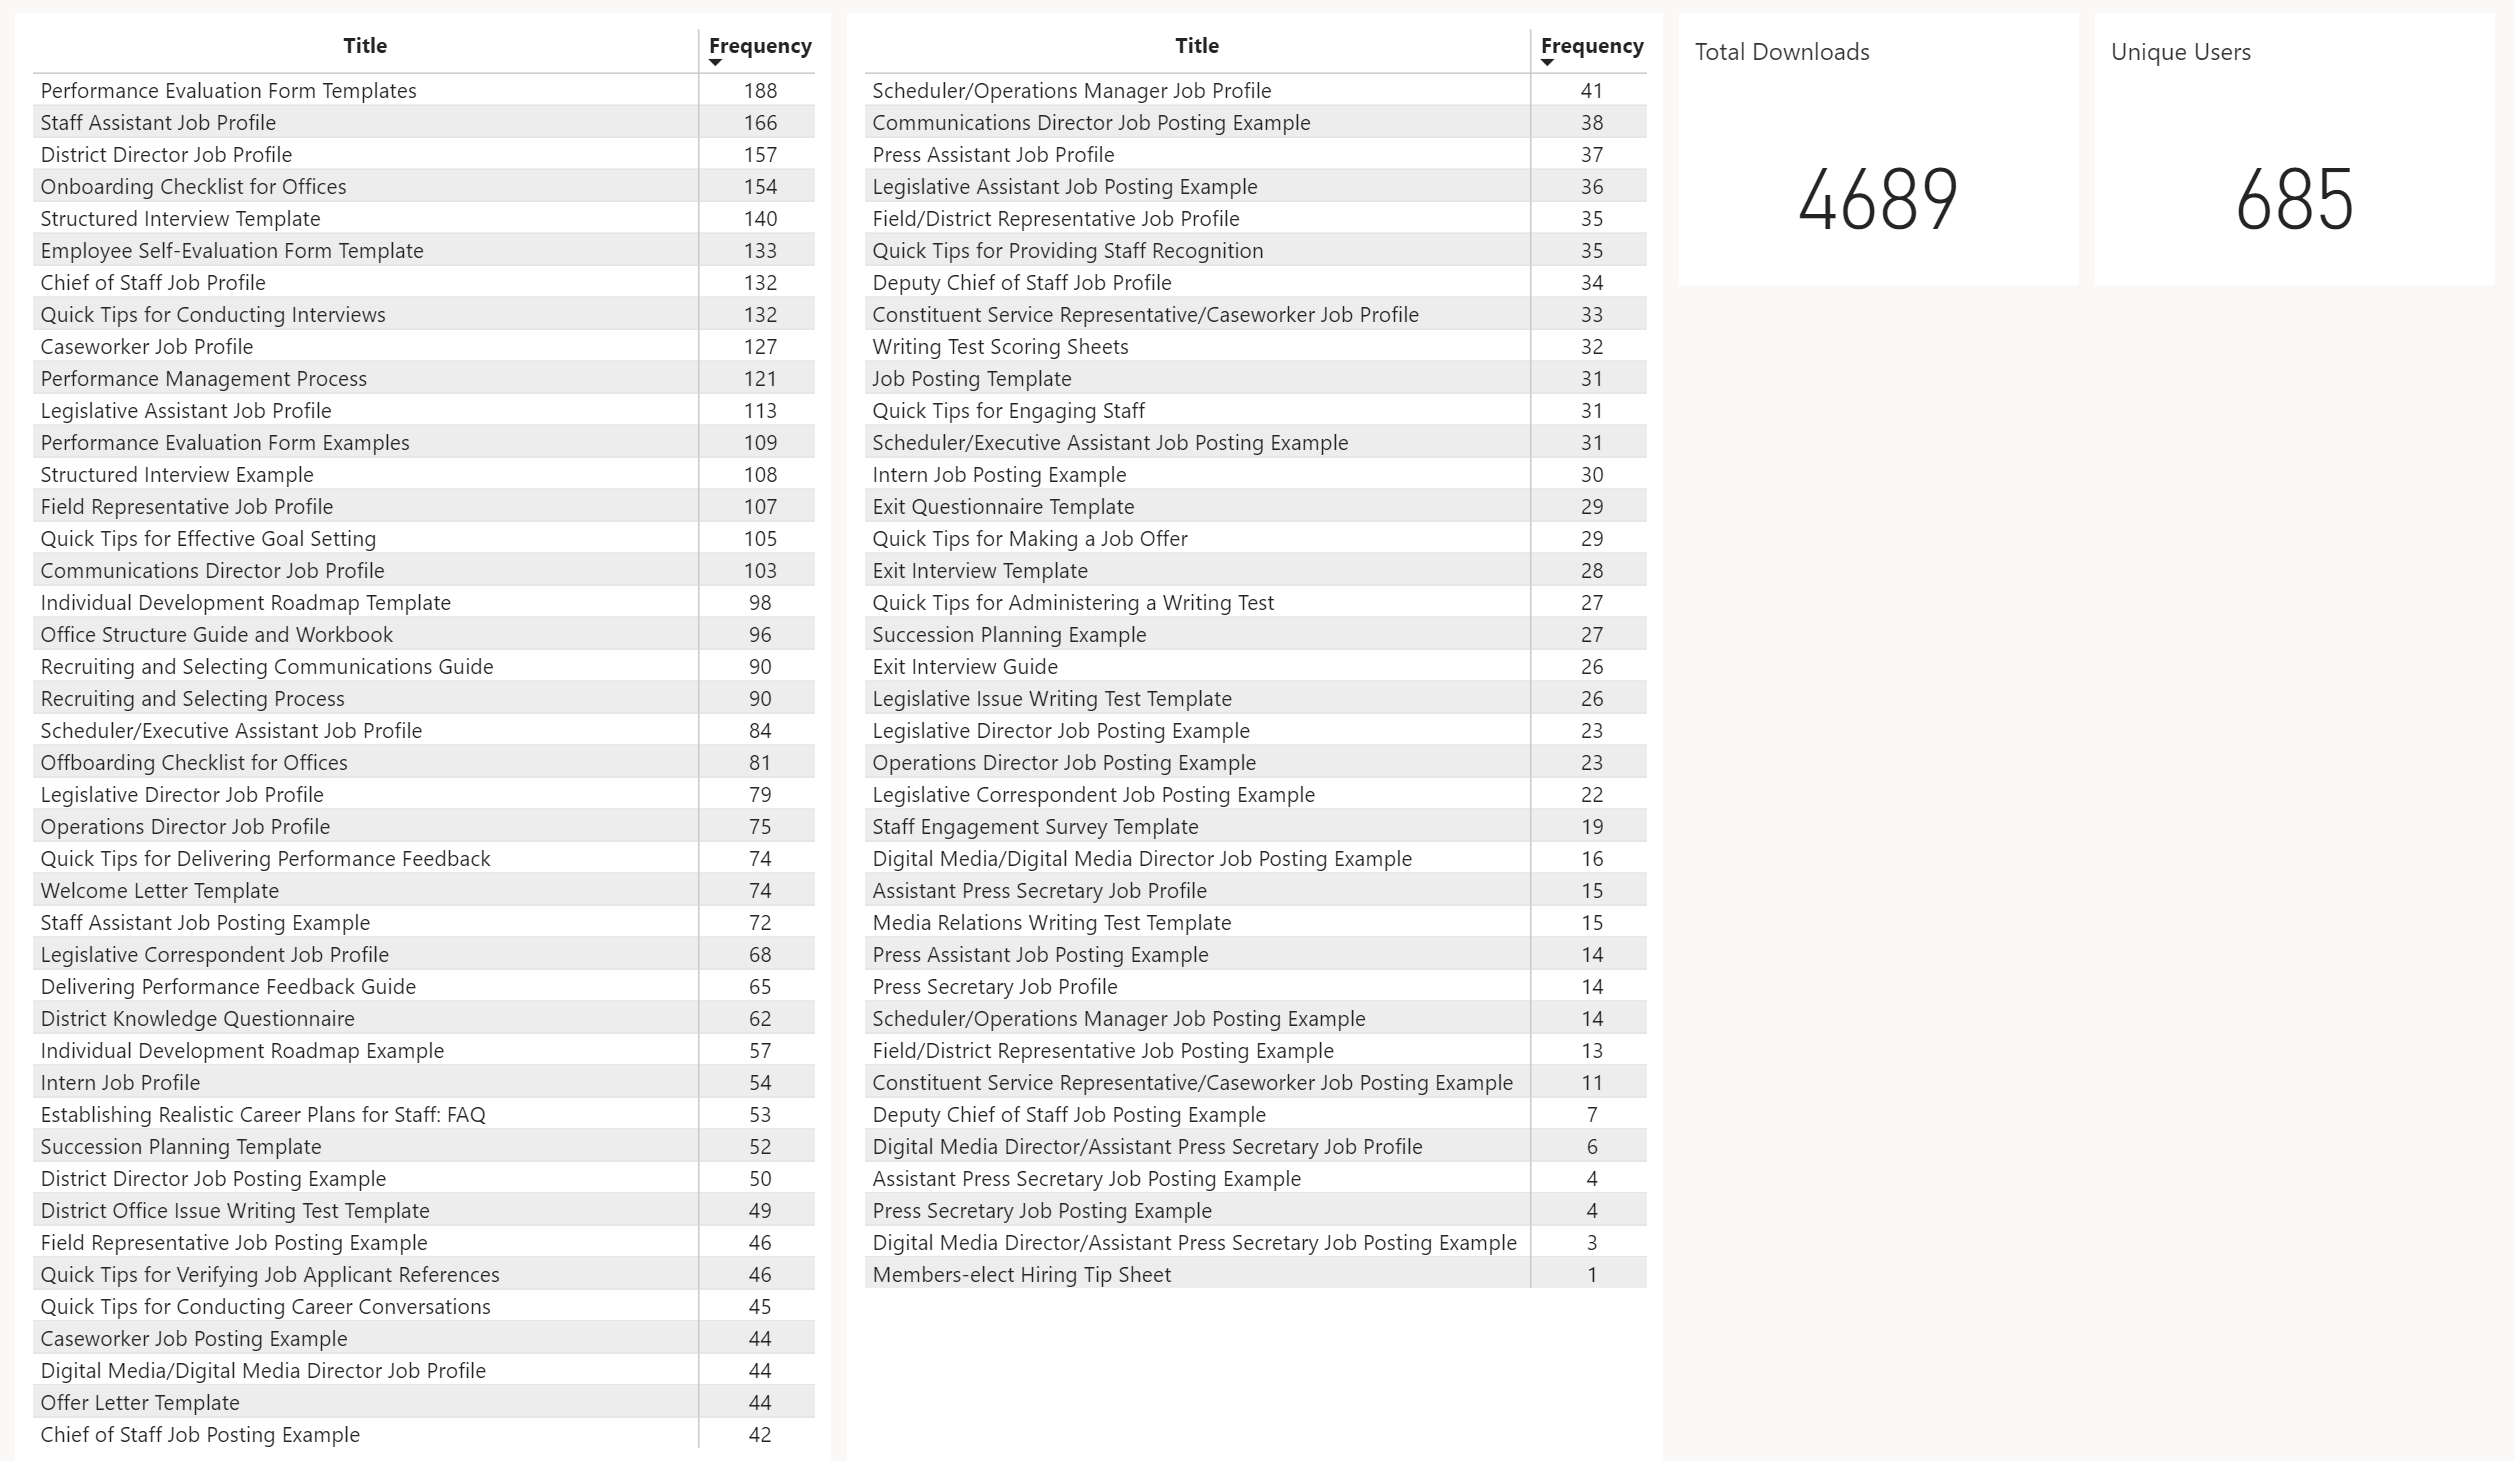 Title Frequency
Performance Evaluation Form Templates 188
Staff Assistant Job Profile 166
District Director Job Profile 157
Onboarding Checklist for Offices 154
Structured Interview Template 140
Employee Self-Evaluation Form Template 133
Chief of Staff Job Profile 132
Quick Tips for Conducting Interviews 132
Caseworker Job Profile 127
Performance Management Process 121
Legislative Assistant Job Profile 113
Performance Evaluation Form Examples 109
Structured Interview Example 108
Field Representative Job Profile 107
Quick Tips for Effective Goal Setting 105
Communications Director Job Profile 103
Individual Development Roadmap Template 98
Office Structure Guide and Workbook 96
Recruiting and Selecting Communications Guide 90
Recruiting and Selecting Process 90
Scheduler/Executive Assistant Job Profile 84
Offboarding Checklist for Offices 81
Legislative Director Job Profile 79
Operations Director Job Profile 75
Quick Tips for Delivering Performance Feedback 74
Welcome Letter Template 74
Staff Assistant Job Posting Example 72
Legislative Correspondent Job Profile 68
Delivering Performance Feedback Guide 65
District Knowledge Questionnaire 62
Individual Development Roadmap Example 57
Intern Job Profile 54
Establishing Realistic Career Plans for Staff: FAQ 53
Succession Planning Template 52
District Director Job Posting Example 50
District Office Issue Writing Test Template 49
Field Representative Job Posting Example 46
Quick Tips for Verifying Job Applicant References 46
Quick Tips for Conducting Career Conversations 45
Caseworker Job Posting Example 44
Digital Media/Digital Media Director Job Profile 44
Offer Letter Template 44
Chief of Staff Job Posting Example 42
Title Frequency
Scheduler/Operations Manager Job Profile 41
Communications Director Job Posting Example 38
Press Assistant Job Profile 37
Legislative Assistant Job Posting Example 36
Field/District Representative Job Profile 35
Quick Tips for Providing Staff Recognition 35
Deputy Chief of Staff Job Profile 34
Constituent Service Representative/Caseworker Job Profile 33
Writing Test Scoring Sheets 32
Job Posting Template 31
Quick Tips for Engaging Staff 31
Scheduler/Executive Assistant Job Posting Example 31
Intern Job Posting Example 30
Exit Questionnaire Template 29
Quick Tips for Making a Job Offer 29
Exit Interview Template 28
Quick Tips for Administering a Writing Test 27
Succession Planning Example 27
Exit Interview Guide 26
Legislative Issue Writing Test Template 26
Legislative Director Job Posting Example 23
Operations Director Job Posting Example 23
Legislative Correspondent Job Posting Example 22
Staff Engagement Survey Template 19
Digital Media/Digital Media Director Job Posting Example 16
Assistant Press Secretary Job Profile 15
Media Relations Writing Test Template 15
Press Assistant Job Posting Example 14
Press Secretary Job Profile 14
Scheduler/Operations Manager Job Posting Example 14
Field/District Representative Job Posting Example 13
Constituent Service Representative/Caseworker Job Posting Example 11
Deputy Chief of Staff Job Posting Example 7
Digital Media Director/Assistant Press Secretary Job Profile 6
Assistant Press Secretary Job Posting Example 4
Press Secretary Job Posting Example 4
Digital Media Director/Assistant Press Secretary Job Posting Example 3
Members-elect Hiring Tip Sheet 1
Total Downloads
4689
Unique Users
685